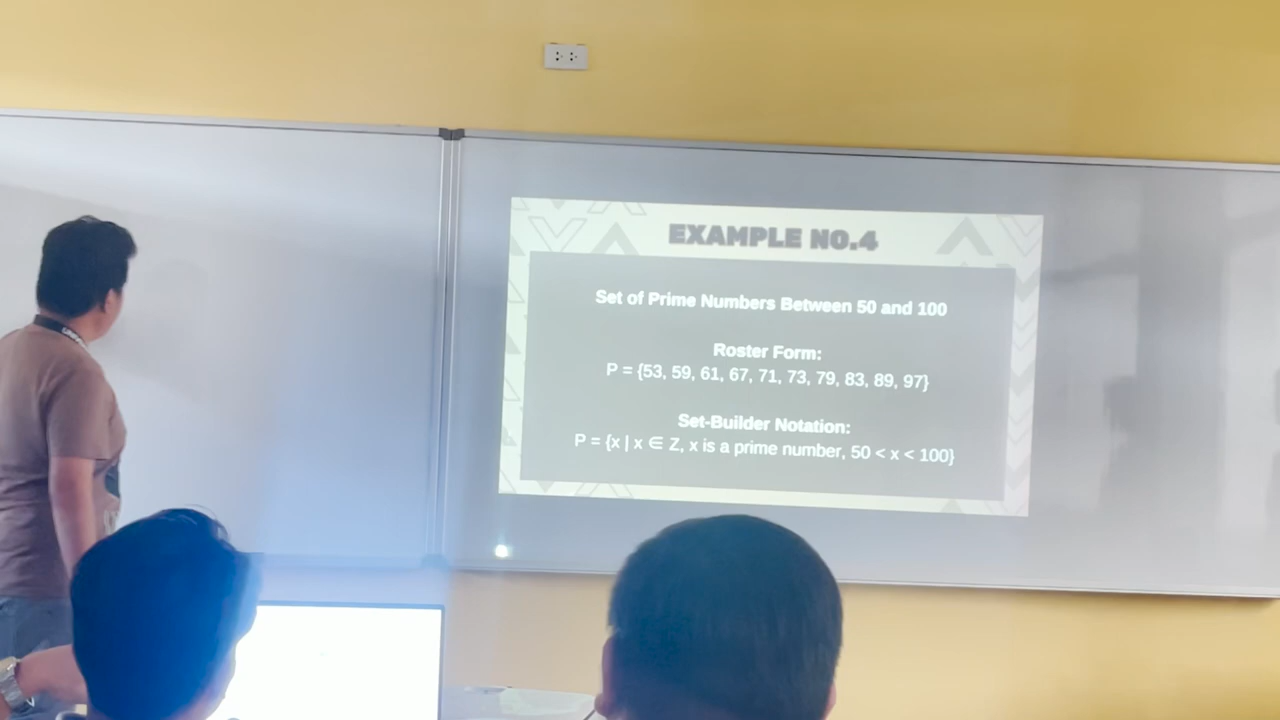 EXAMPLE NO.4
Set of Prime Numbers Between 50 and 100
Roster Form:
P = {53, 59, 61, 67, 71, 73, 79, 83, 89, 97}
Set-Builder Notation:
P = {x | x ∈ Z, x is a prime number, 50 < x < 100}